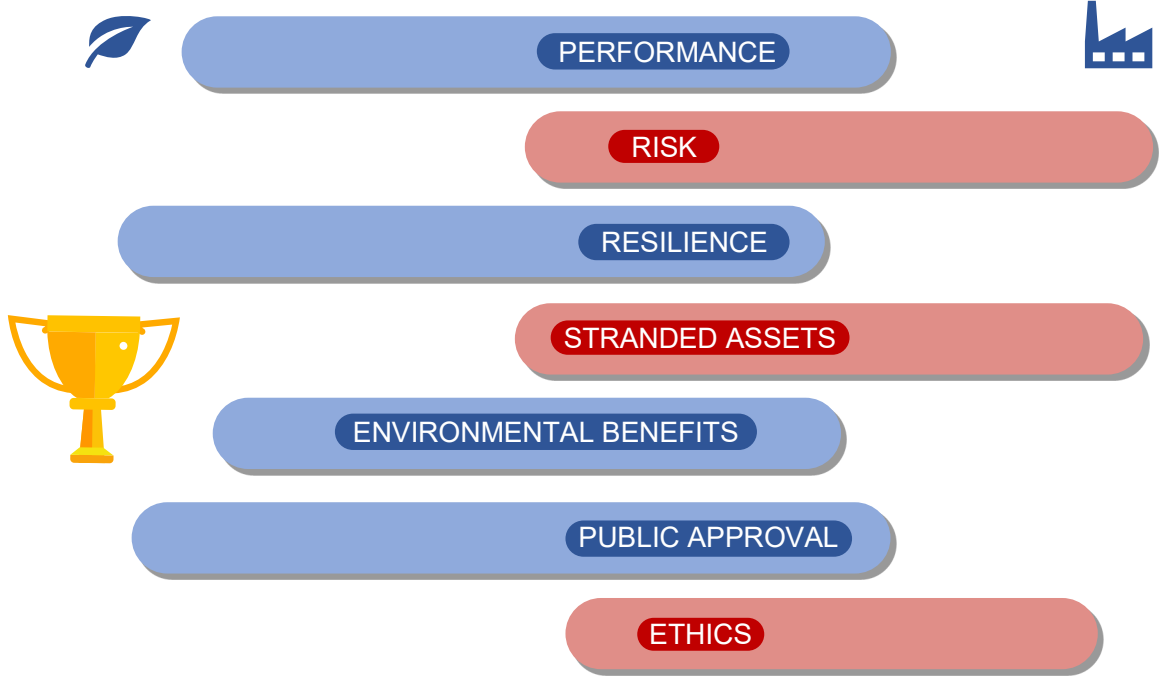 PERFORMANCE
RISK
RESILIENCE
STRANDED ASSETS
ENVIRONMENTAL BENEFITS
PUBLIC APPROVAL
ETHICS